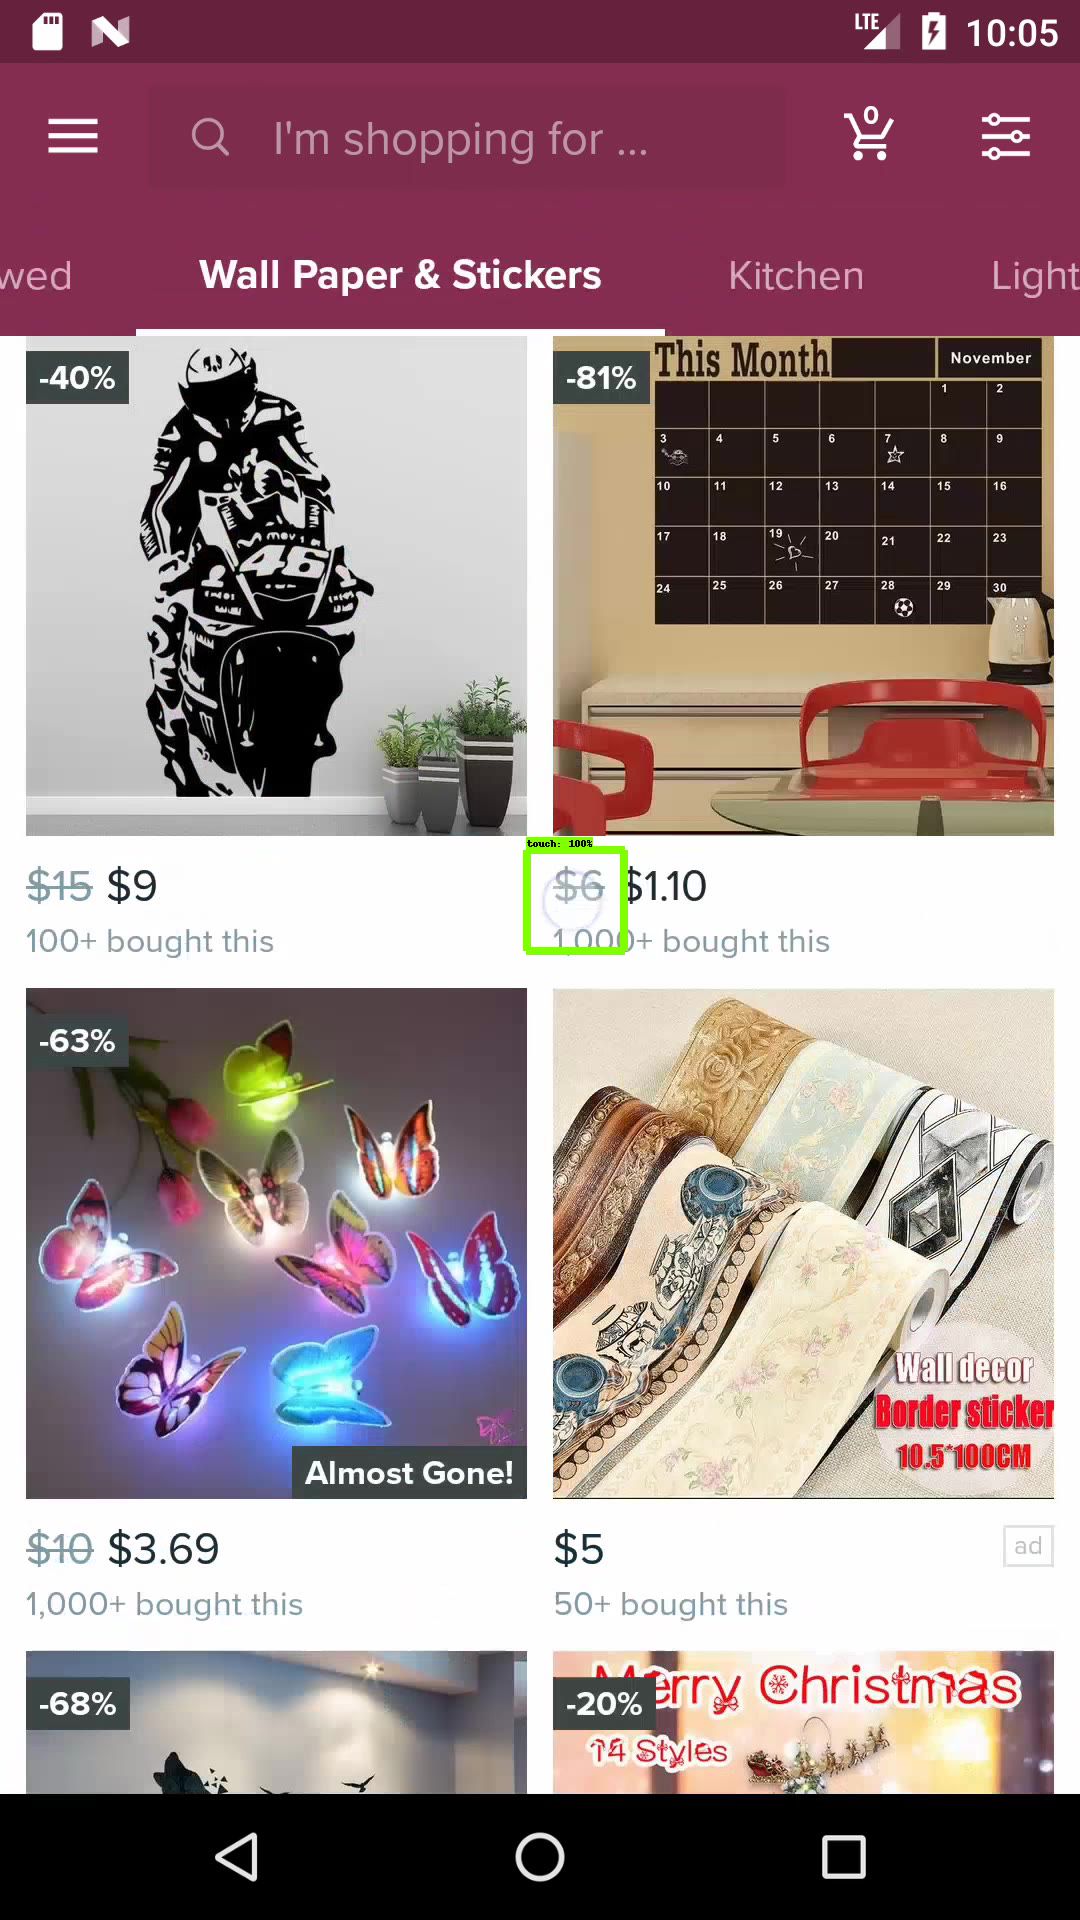 LTE 10:05
0
I'm shopping for ...
wed Wall Paper & Stickers Kitchen Light
-40%
46
-81%
This Month November
1 2
3 4 5 6 7 8 9
10 11 12 13 14 15 16
17 18 19 20 21 22 23
24 25 26 27 28 29 30
touch: 100%
$15 $9
100+ bought this
$6 $1.10
1,000+ bought this
-63%
Almost Gone!
Wall decor
Border sticker
10.5*100CM
$10 $3.69
1,000+ bought this
$5 ad
50+ bought this
-68%
-20%
Merry Christmas
14 Styles